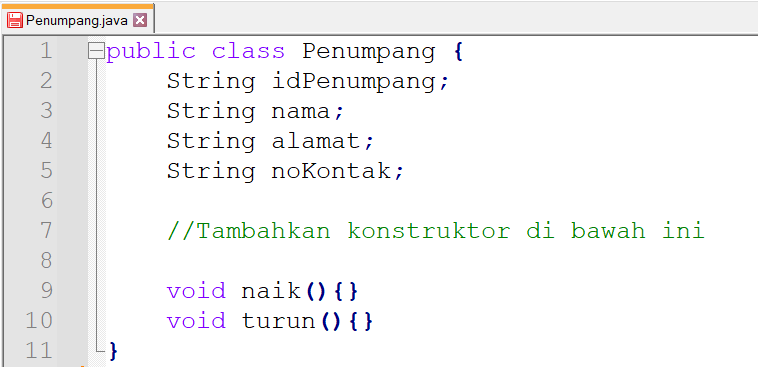 Penumpang.java
1 public class Penumpang {
2 String idPenumpang;
3 String nama;
4 String alamat;
5 String noKontak;
6
7 //Tambahkan konstruktor di bawah ini
8
9 void naik(){}
10 void turun(){}
11 }